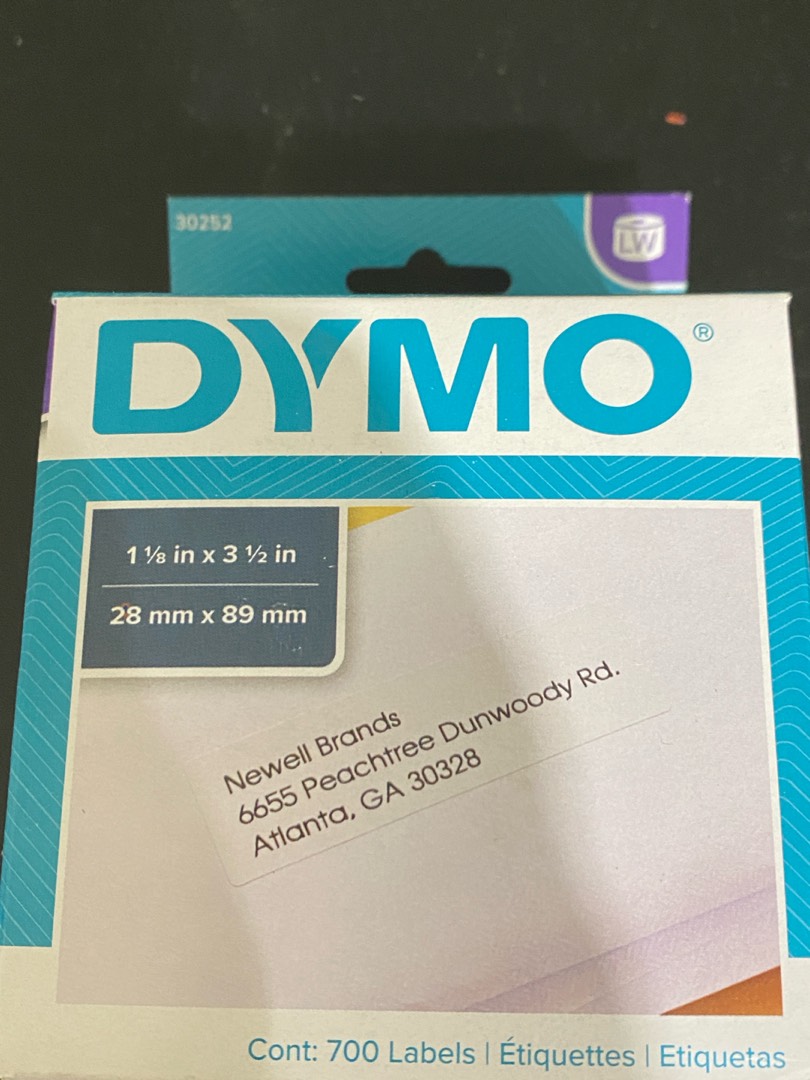 30252
LW
DYMO®
1 ⅛ in x 3 ½ in
28 mm x 89 mm
Newell Brands
6655 Peachtree Dunwoody Rd.
Atlanta, GA 30328
Cont: 700 Labels | Étiquettes | Etiquetas